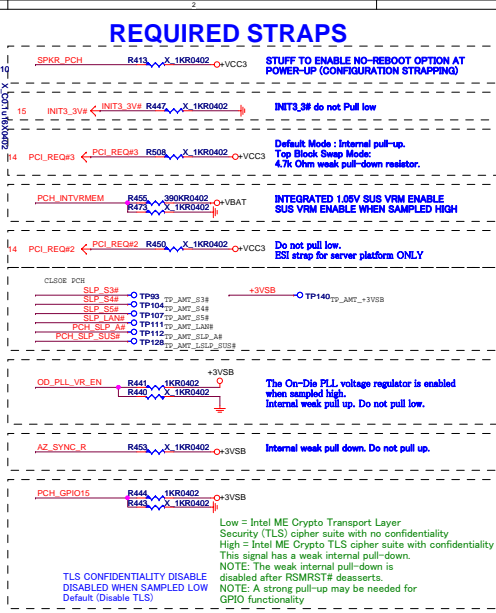 2
REQUIRED STRAPS
SPKR_PCH R413 X_1KR0402 +VCC3
STUFF TO ENABLE NO-REBOOT OPTION AT
POWER-UP (CONFIGURATION STRAPPING)
10
15 INIT3_3V# INIT3_3V# R447 X_1KR0402
INIT3_3# do not Pull low
14 PCI_REQ#3 PCI_REQ#3 R508 X_1KR0402 +VCC3
Default Mode : Internal pull-up.
Top Block Swap Mode:
4.7k Ohm weak pull-down resistor.
PCH_INTVRMEM R455 390KR0402 +VBAT
R473 X_1KR0402
INTEGRATED 1.05V SUS VRM ENABLE
SUS VRM ENABLE WHEN SAMPLED HIGH
14 PCI_REQ#2 PCI_REQ#2 R450 X_1KR0402 +VCC3
Do not pull low.
ESI strap for server platform ONLY
CLSOE PCH
SLP_S3# TP93 TP_AMT_S3#
+3VSB TP140 TP_AMT_+3VSB
SLP_S4# TP104 TP_AMT_S4#
SLP_S5# TP107 TP_AMT_S5#
SLP_LAN# TP111 TP_AMT_LAN#
PCH_SLP_A# TP112 TP_AMT_SLP_A#
PCH_SLP_SUS# TP128 TP_AMT_LSLP_SUS#
+3VSB
OD_PLL_VR_EN R441 1KR0402
R440 X_1KR0402
The On-Die PLL voltage regulator is enabled
when sampled high.
Internal weak pull up. Do not pull low.
AZ_SYNC_R R453 X_1KR0402 +3VSB
Internal weak pull down. Do not pull up.
PCH_GPIO15 R444 1KR0402 +3VSB
R443 X_1KR0402
Low = Intel ME Crypto Transport Layer
Security (TLS) cipher suite with no confidentiality
High = Intel ME Crypto TLS cipher suite with confidentiality
This signal has a weak internal pull-down.
NOTE: The weak internal pull-down is
disabled after RSMRST# deasserts.
NOTE: A strong pull-up may be needed for
GPIO functionality
TLS CONFIDENTIALITY DISABLE
DISABLED WHEN SAMPLED LOW
Default (Disable TLS)